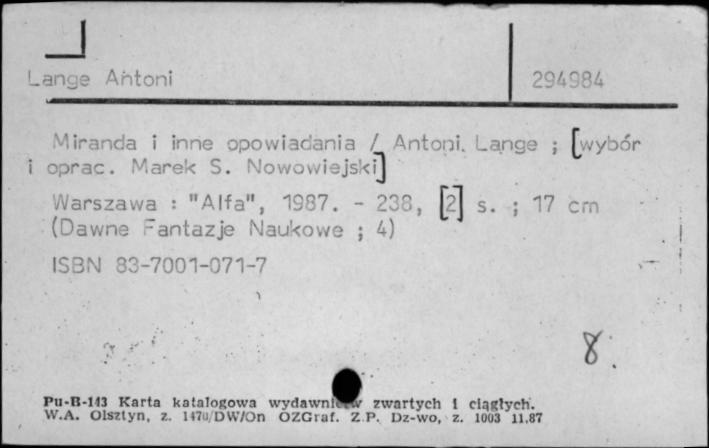 Lange Antoni
294984
Miranda i inne opowiadania / Antoni Lange ; [wybór
i oprac. Marek S. Nowowiejski]
Warszawa : "Alfa", 1987. - 238, [2] s. ; 17 cm
(Dawne Fantazje Naukowe ; 4)
ISBN 83-7001-071-7
8
Pu-B-143 Karta katalogowa wydawnictw zwartych i ciągłych.
W.A. Olsztyn, z. 1470/DW/On OZGraf. Z.P. Dz-wo, z. 1003 11.87